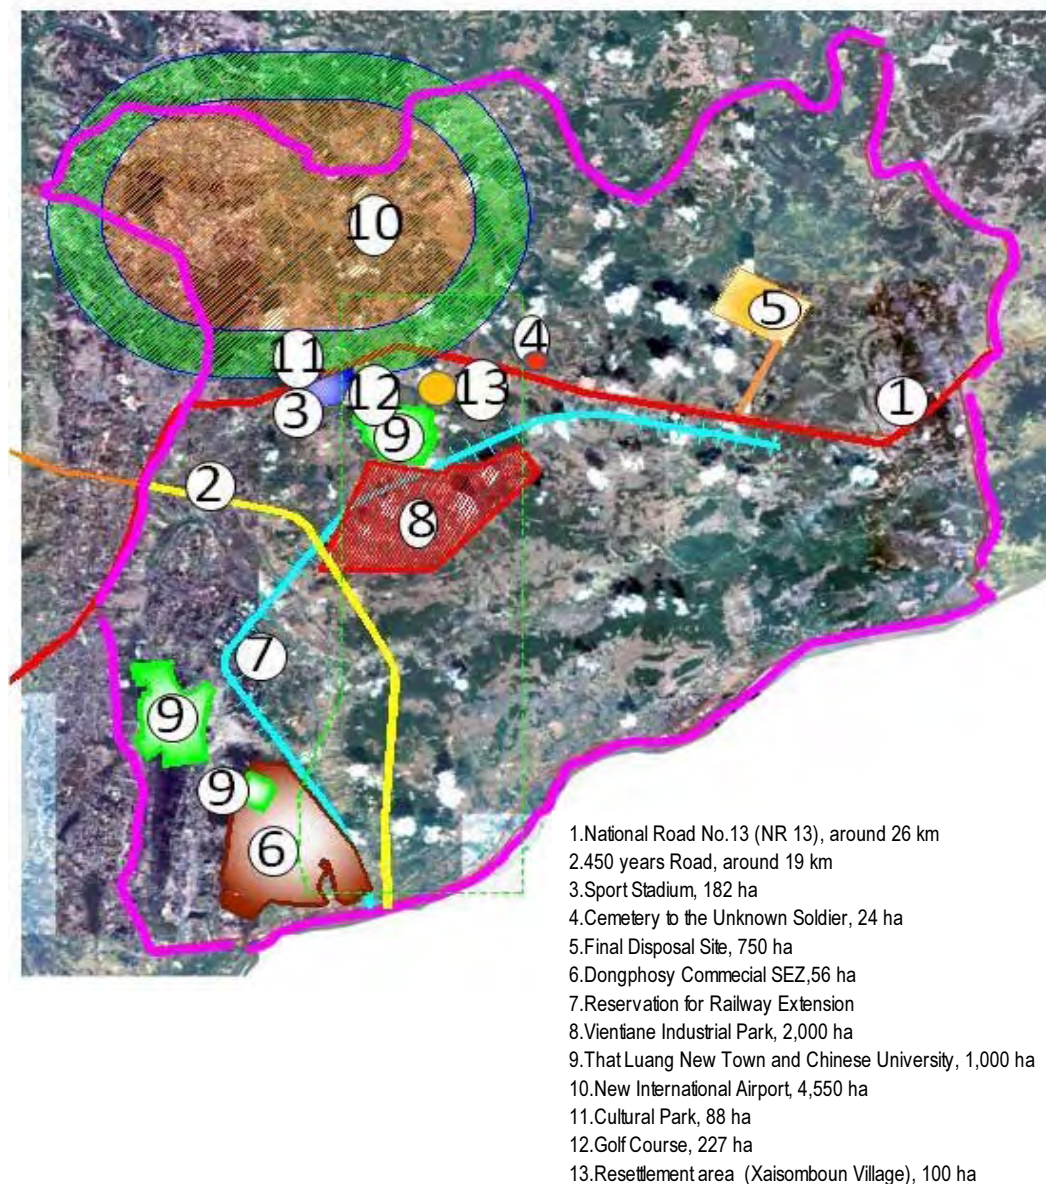 10
5
4
11
12
13
3
1
9
2
8
7
9
9
6
1.National Road No.13 (NR 13), around 26 km
2.450 years Road, around 19 km
3.Sport Stadium, 182 ha
4.Cemetery to the Unknown Soldier, 24 ha
5.Final Disposal Site, 750 ha
6.Dongphosy Commecial SEZ,56 ha
7.Reservation for Railway Extension
8.Vientiane Industrial Park, 2,000 ha
9.That Luang New Town and Chinese University, 1,000 ha
10.New International Airport, 4,550 ha
11.Cultural Park, 88 ha
12.Golf Course, 227 ha
13.Resettlement area (Xaisomboun Village), 100 ha